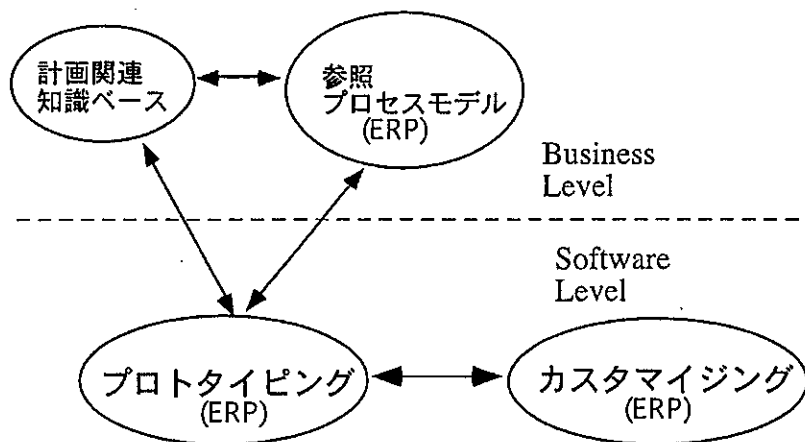 計画関連
知識ベース
参照
プロセスモデル
(ERP)
Business
Level
Software
Level
プロトタイピング
(ERP)
カスタマイジング
(ERP)